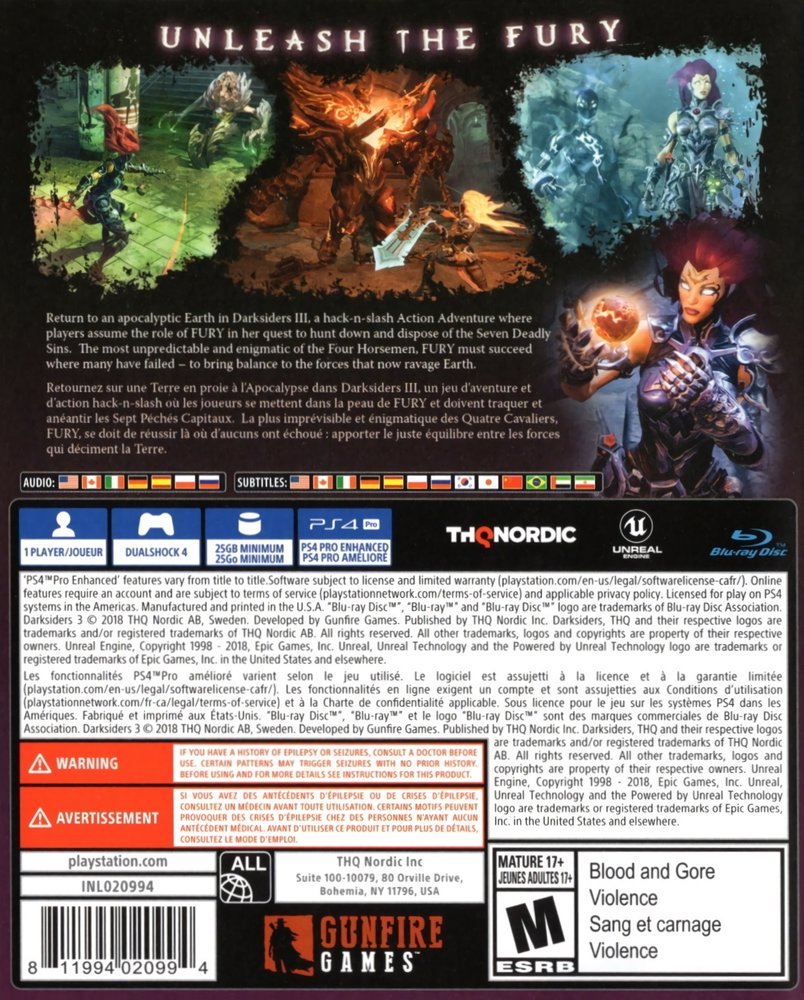 UNLEASH THE FURY
Return to an apocalyptic Earth in Darksiders III, a hack-n-slash Action Adventure where
players assume the role of FURY in her quest to hunt down and dispose of the Seven Deadly
Sins. The most unpredictable and enigmatic of the Four Horsemen, FURY must succeed
where many have failed – to bring balance to the forces that now ravage Earth.
Retournez sur une Terre en proie à l'Apocalypse dans Darksiders III, un jeu d'aventure et
d'action hack-n-slash où les joueurs se mettent dans la peau de FURY et doivent traquer et
anéantir les Sept Péchés Capitaux. La plus imprévisible et énigmatique des Quatre Cavaliers,
FURY, se doit de réussir là où d'aucuns ont échoué : apporter le juste équilibre entre les forces
qui déciment la Terre.
AUDIO:
SUBTITLES:
1 PLAYER/JOUEUR
DUALSHOCK 4
25GB MINIMUM
25Go MINIMUM
PS4 Pro
PS4 PRO ENHANCED
PS4 PRO AMÉLIORÉ
THQNORDIC
UNREAL
ENGINE
Blu-ray Disc™
'PS4™Pro Enhanced' features vary from title to title.Software subject to license and limited warranty (playstation.com/en-us/legal/softwarelicense-cafr/). Online
features require an account and are subject to terms of service (playstationnetwork.com/terms-of-service) and applicable privacy policy. Licensed for play on PS4
systems in the Americas. Manufactured and printed in the U.S.A. "Blu-ray Disc™", "Blu-ray™" and "Blu-ray Disc™" logo are trademarks of Blu-ray Disc Association.
Darksiders 3 © 2018 THQ Nordic AB, Sweden. Developed by Gunfire Games. Published by THQ Nordic Inc. Darksiders, THQ and their respective logos are
trademarks and/or registered trademarks of THQ Nordic AB. All rights reserved. All other trademarks, logos and copyrights are property of their respective
owners. Unreal Engine, Copyright 1998 - 2018, Epic Games, Inc. Unreal, Unreal Technology and the Powered by Unreal Technology logo are trademarks or
registered trademarks of Epic Games, Inc. in the United States and elsewhere.
Les fonctionnalités PS4™Pro amélioré varient selon le jeu utilisé. Le logiciel est assujetti à la licence et à la garantie limitée
(playstation.com/en-us/legal/softwarelicense-cafr/). Les fonctionnalités en ligne exigent un compte et sont assujetties aux Conditions d'utilisation
(playstationnetwork.com/fr-ca/legal/terms-of-service) et à la Charte de confidentialité applicable. Sous licence pour le jeu sur les systèmes PS4 dans les
Amériques. Fabriqué et imprimé aux États-Unis. "Blu-ray Disc™", "Blu-ray™" et le logo "Blu-ray Disc™" sont des marques commerciales de Blu-ray Disc
Association. Darksiders 3 © 2018 THQ Nordic AB, Sweden. Developed by Gunfire Games. Published by THQ Nordic Inc. Darksiders, THQ and their respective logos
are trademarks and/or registered trademarks of THQ Nordic
AB. All rights reserved. All other trademarks, logos and
copyrights are property of their respective owners. Unreal
Engine, Copyright 1998 - 2018, Epic Games, Inc. Unreal,
Unreal Technology and the Powered by Unreal Technology
logo are trademarks or registered trademarks of Epic Games,
Inc. in the United States and elsewhere.
WARNING
IF YOU HAVE A HISTORY OF EPILEPSY OR SEIZURES, CONSULT A DOCTOR BEFORE
USE. CERTAIN PATTERNS MAY TRIGGER SEIZURES WITH NO PRIOR HISTORY.
BEFORE USING AND FOR MORE DETAILS SEE INSTRUCTIONS FOR THIS PRODUCT.
AVERTISSEMENT
SI VOUS AVEZ DES ANTÉCÉDENTS D'ÉPILEPSIE OU DE CRISES D'ÉPILEPSIE,
CONSULTEZ UN MÉDECIN AVANT TOUTE UTILISATION. CERTAINS MOTIFS PEUVENT
PROVOQUER DES CRISES D'ÉPILEPSIE CHEZ DES PERSONNES N'AYANT AUCUN
ANTÉCÉDENT MÉDICAL. AVANT D'UTILISER CE PRODUIT ET POUR PLUS DE DÉTAILS,
CONSULTEZ LE MODE D'EMPLOI.
playstation.com
INL020994
ALL
THQ Nordic Inc
Suite 100-10079, 80 Orville Drive,
Bohemia, NY 11796, USA
8 11994 02099 4
GUNFIRE
GAMES™
MATURE 17+
JEUNES ADULTES 17+
M
ESRB
Blood and Gore
Violence
Sang et carnage
Violence